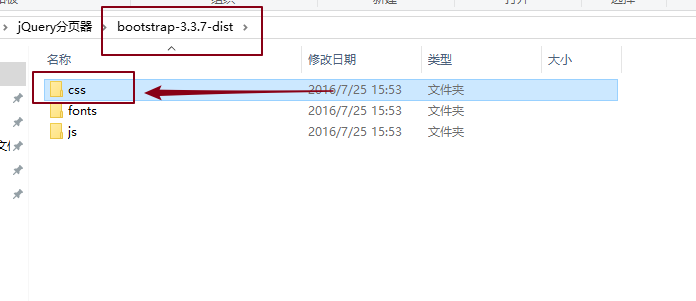 jQuery分页器 › bootstrap-3.3.7-dist ›
名称 修改日期 类型 大小
css 2016/7/25 15:53 文件夹
fonts 2016/7/25 15:53 文件夹
js 2016/7/25 15:53 文件夹